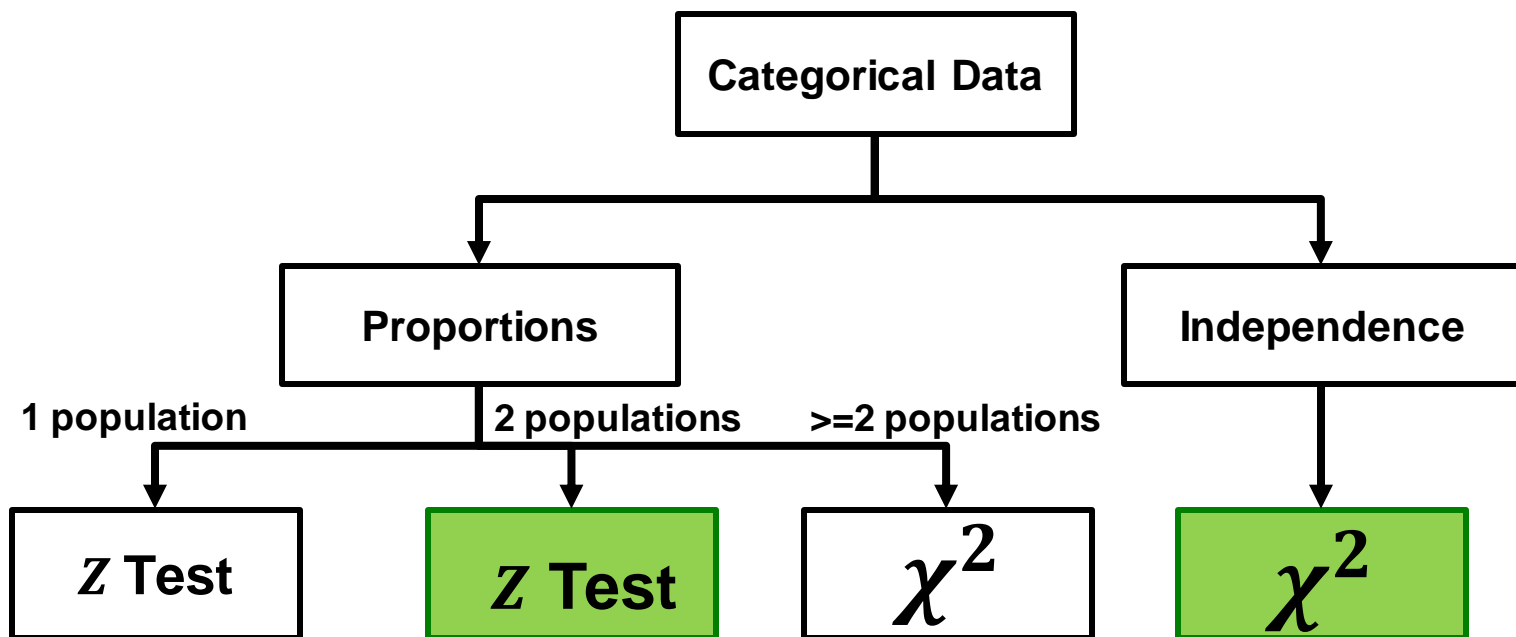 Categorical Data
Proportions
Independence
1 population
2 populations
>=2 populations
z Test
z Test
χ²
χ²